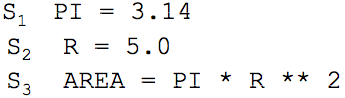 S₁ PI = 3.14
S₂ R = 5.0
S₃ AREA = PI * R ** 2